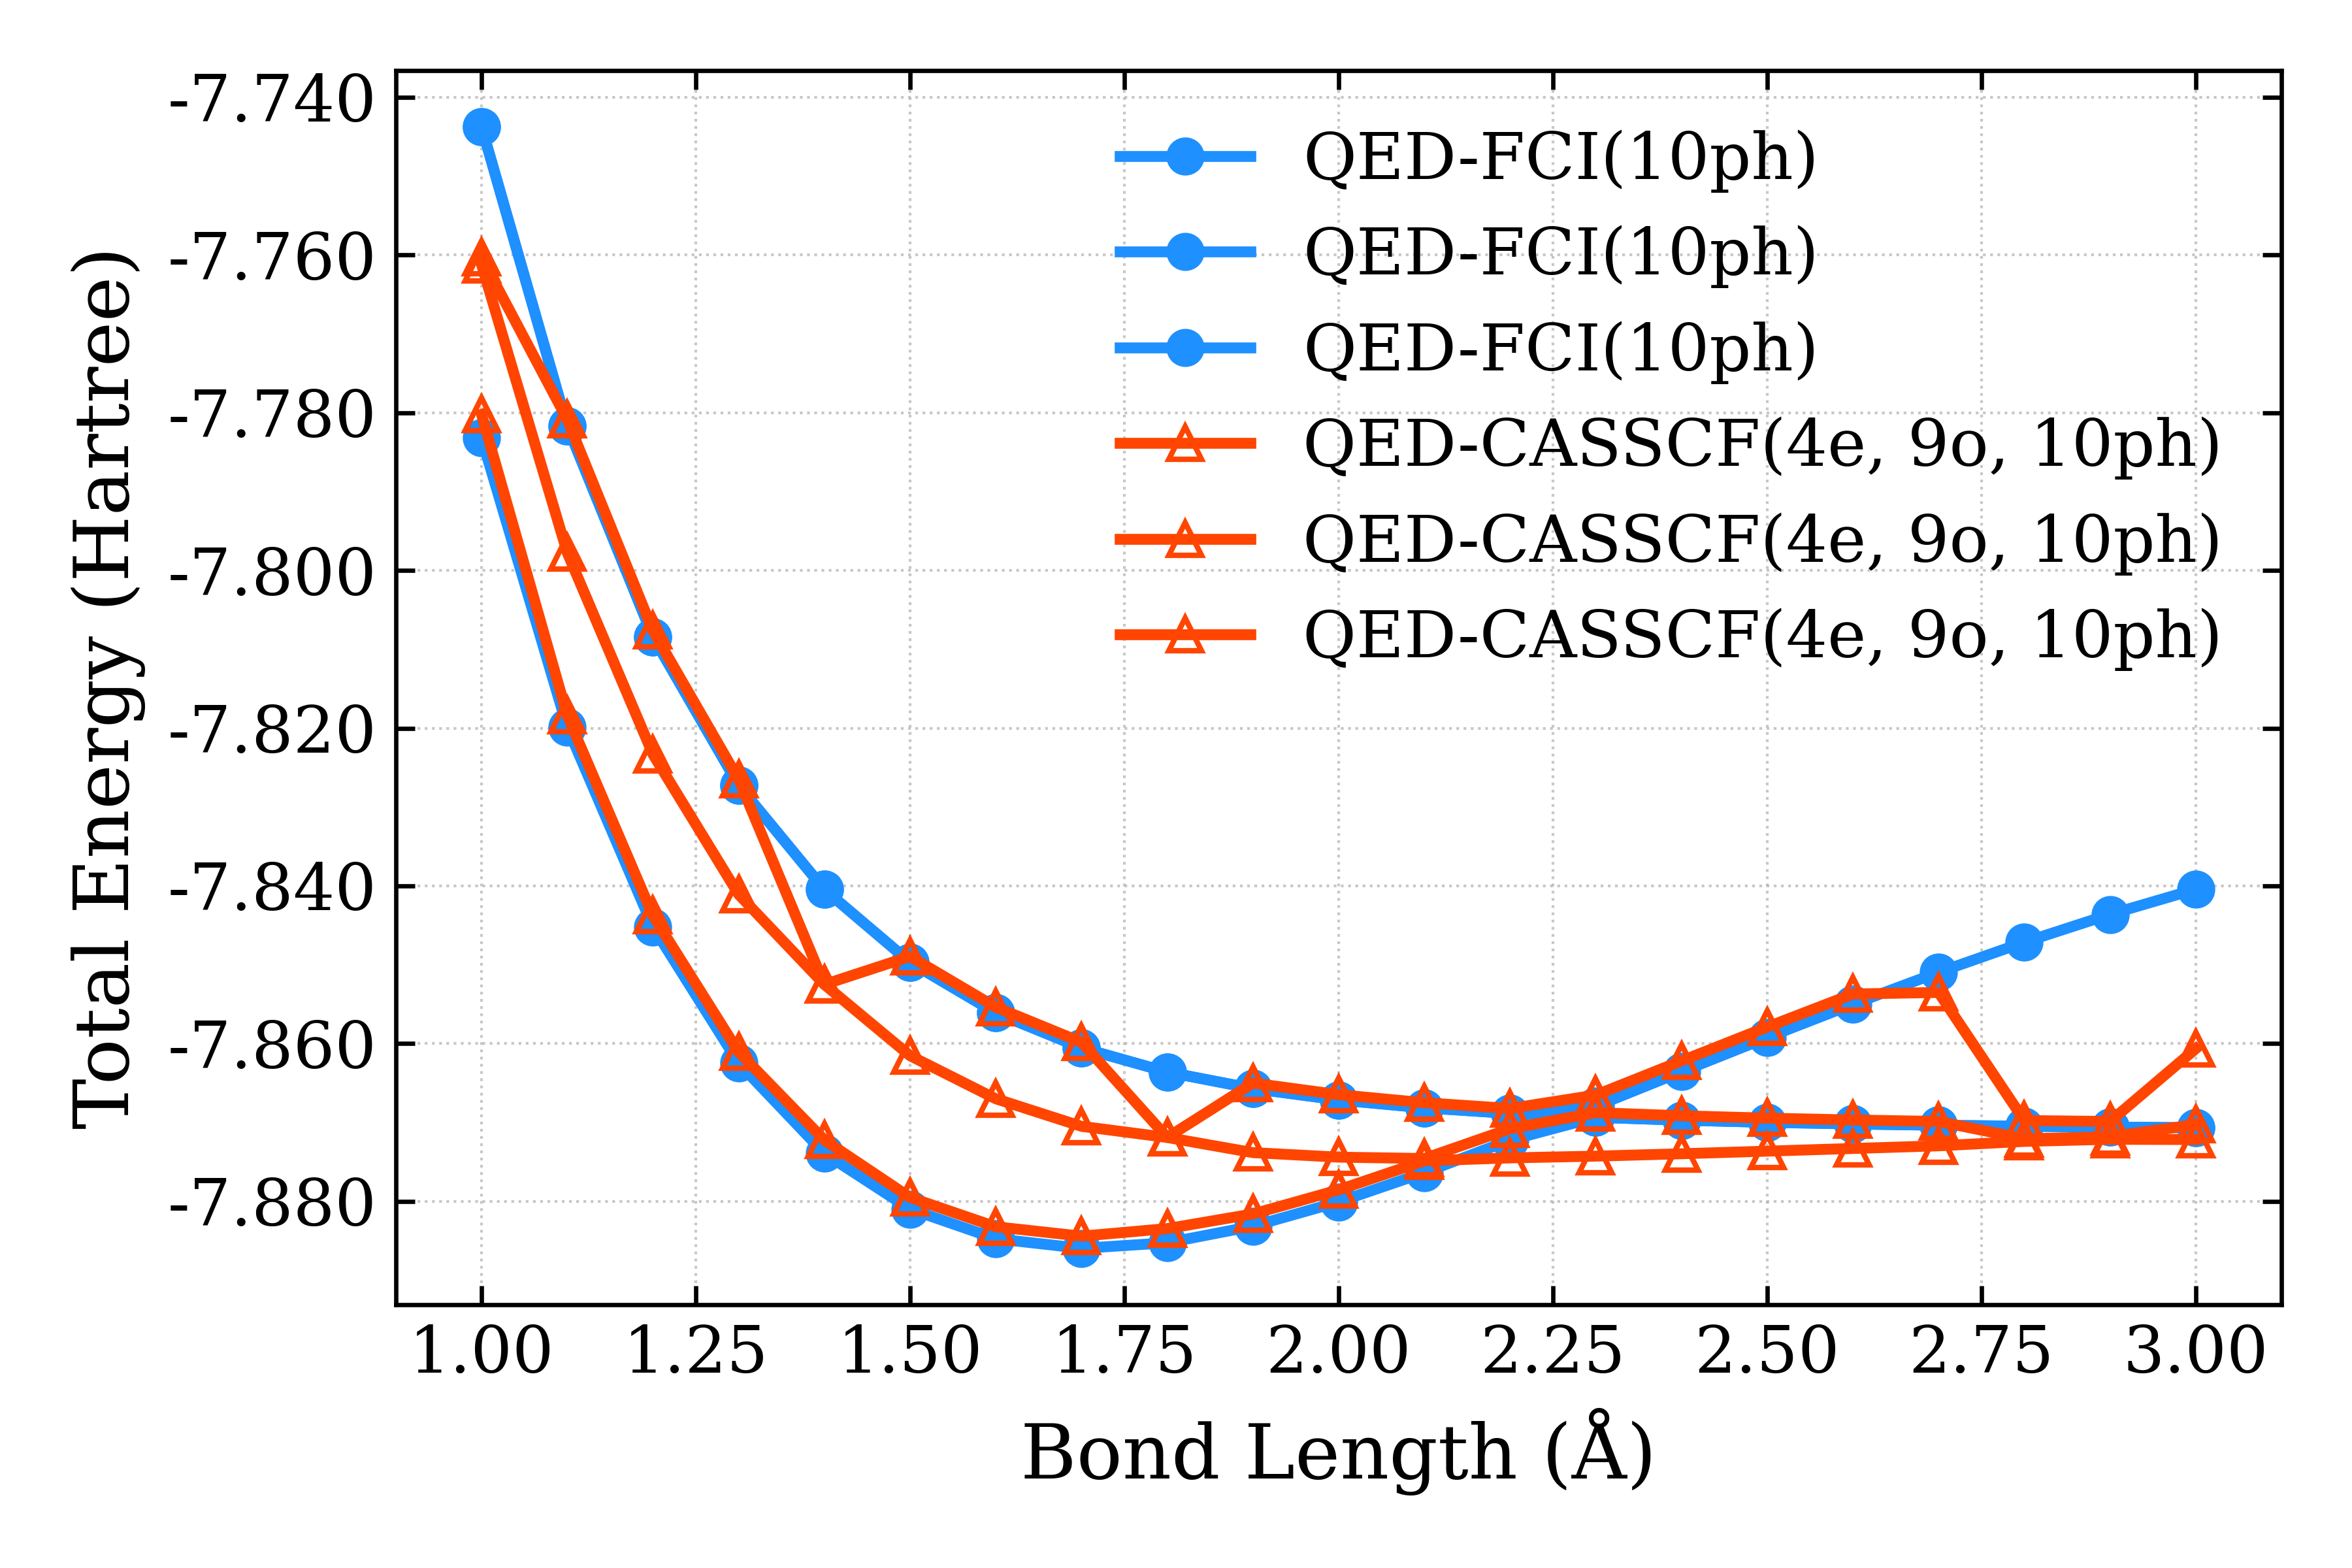 Total Energy (Hartree)
-7.740
-7.760
-7.780
-7.800
-7.820
-7.840
-7.860
-7.880
QED-FCI(10ph)
QED-FCI(10ph)
QED-FCI(10ph)
QED-CASSCF(4e, 9o, 10ph)
QED-CASSCF(4e, 9o, 10ph)
QED-CASSCF(4e, 9o, 10ph)
1.00 1.25 1.50 1.75 2.00 2.25 2.50 2.75 3.00
Bond Length (Å)